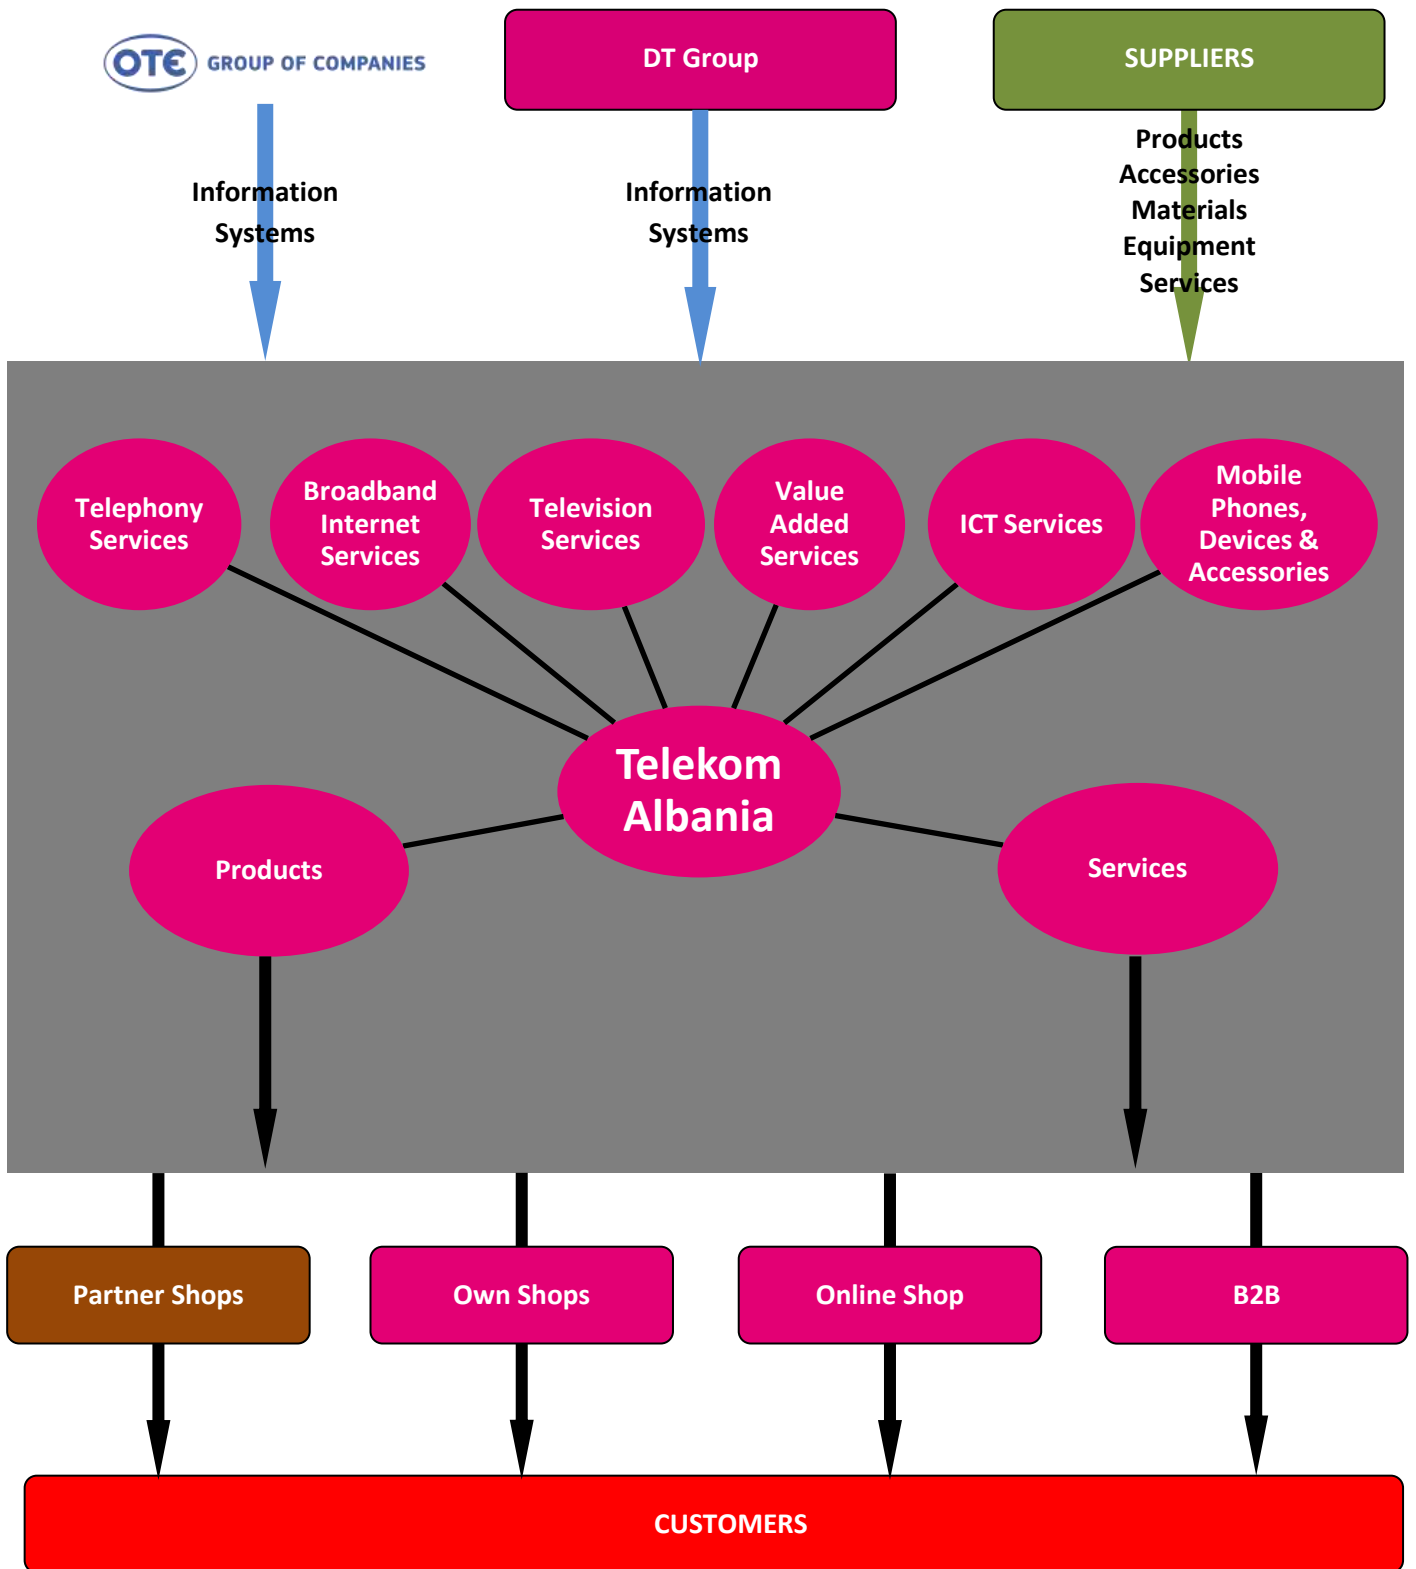 OTE GROUP OF COMPANIES
DT Group
SUPPLIERS
Information
Systems
Information
Systems
Products
Accessories
Materials
Equipment
Services
Telephony
Services
Broadband
Internet
Services
Television
Services
Value
Added
Services
ICT Services
Mobile
Phones,
Devices &
Accessories
Telekom
Albania
Products
Services
Partner Shops
Own Shops
Online Shop
B2B
CUSTOMERS